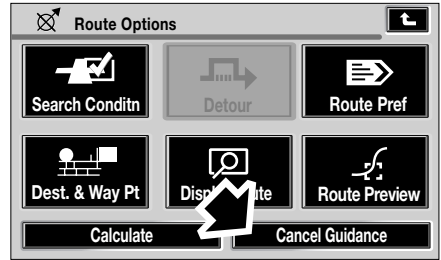 Route Options
Search Conditn
Detour
Route Pref
Dest. & Way Pt
Route Preview
Calculate
Cancel Guidance